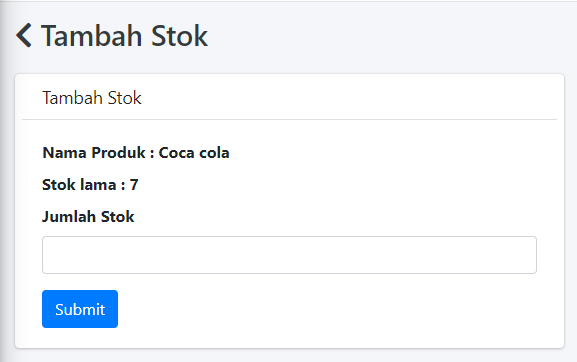 Tambah Stok
Tambah Stok
Nama Produk : Coca cola
Stok lama : 7
Jumlah Stok
Submit